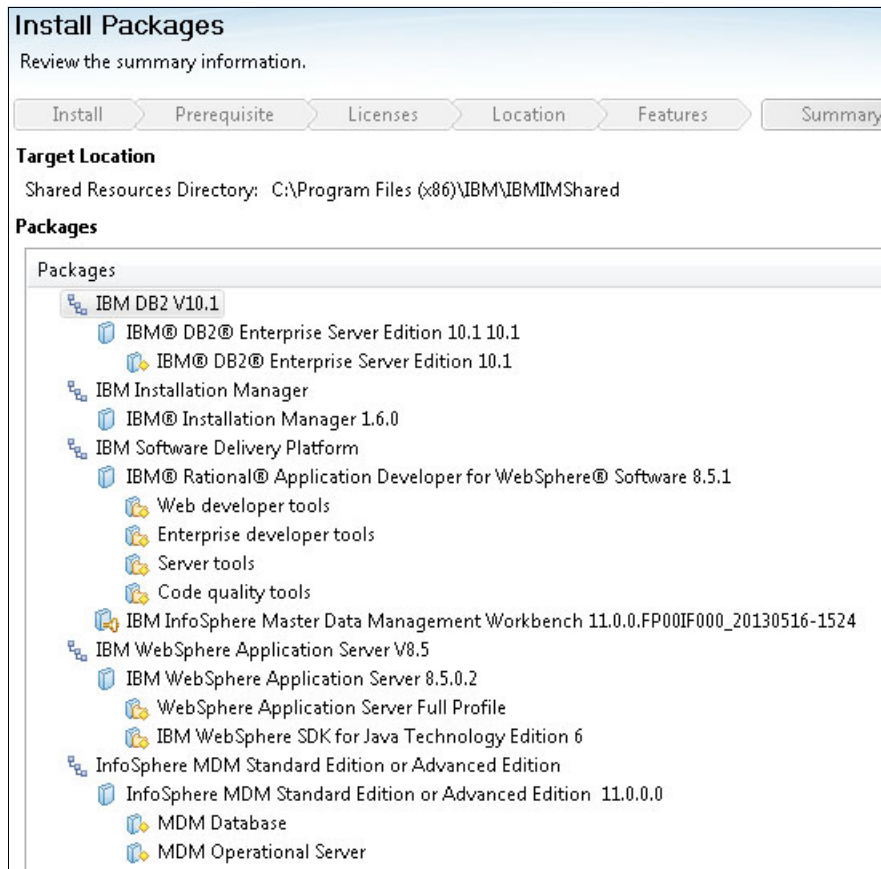 Install Packages
Review the summary information.
Install Prerequisite Licenses Location Features Summary
Target Location
Shared Resources Directory: C:\Program Files (x86)\IBM\IBMIMShared
Packages
Packages
IBM DB2 V10.1
IBM® DB2® Enterprise Server Edition 10.1 10.1
IBM® DB2® Enterprise Server Edition 10.1
IBM Installation Manager
IBM® Installation Manager 1.6.0
IBM Software Delivery Platform
IBM® Rational® Application Developer for WebSphere® Software 8.5.1
Web developer tools
Enterprise developer tools
Server tools
Code quality tools
IBM InfoSphere Master Data Management Workbench 11.0.0.FP00IF000_20130516-1524
IBM WebSphere Application Server V8.5
IBM WebSphere Application Server 8.5.0.2
WebSphere Application Server Full Profile
IBM WebSphere SDK for Java Technology Edition 6
InfoSphere MDM Standard Edition or Advanced Edition
InfoSphere MDM Standard Edition or Advanced Edition 11.0.0.0
MDM Database
MDM Operational Server